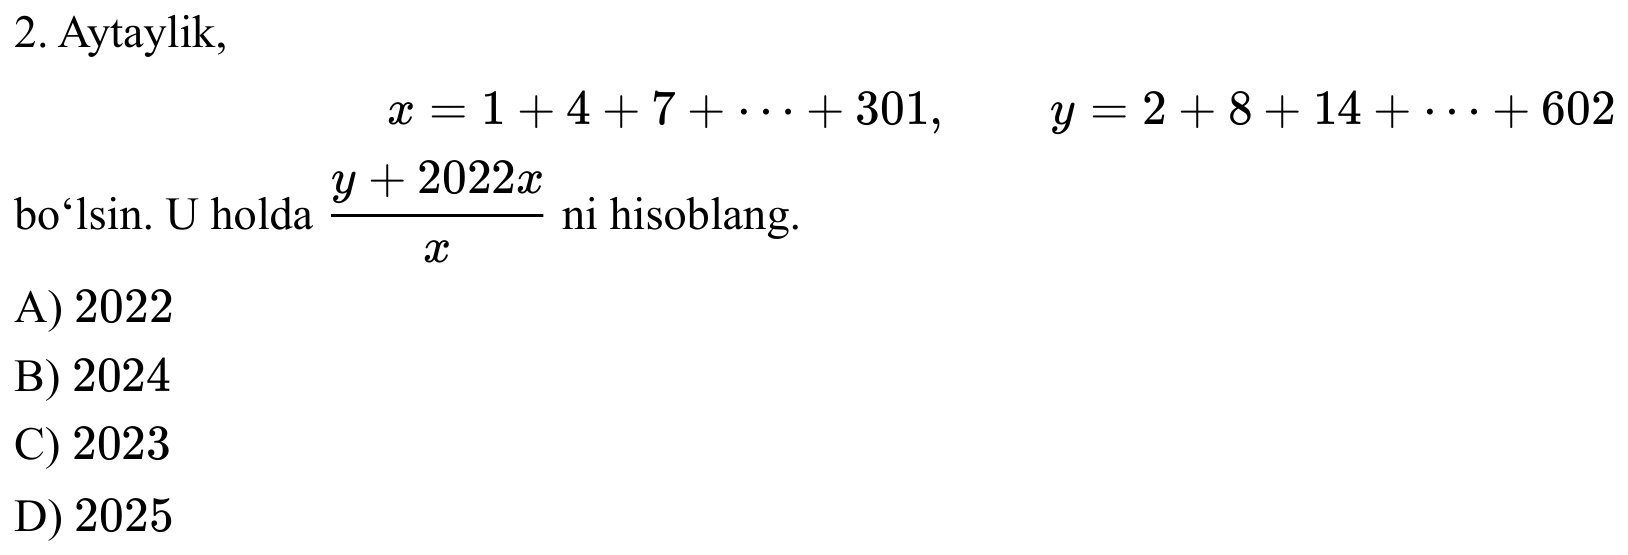 2. Aytaylik,
x = 1 + 4 + 7 + ··· + 301, y = 2 + 8 + 14 + ··· + 602
bo‘lsin. U holda \frac{y + 2022x}{x} ni hisoblang.
A) 2022
B) 2024
C) 2023
D) 2025